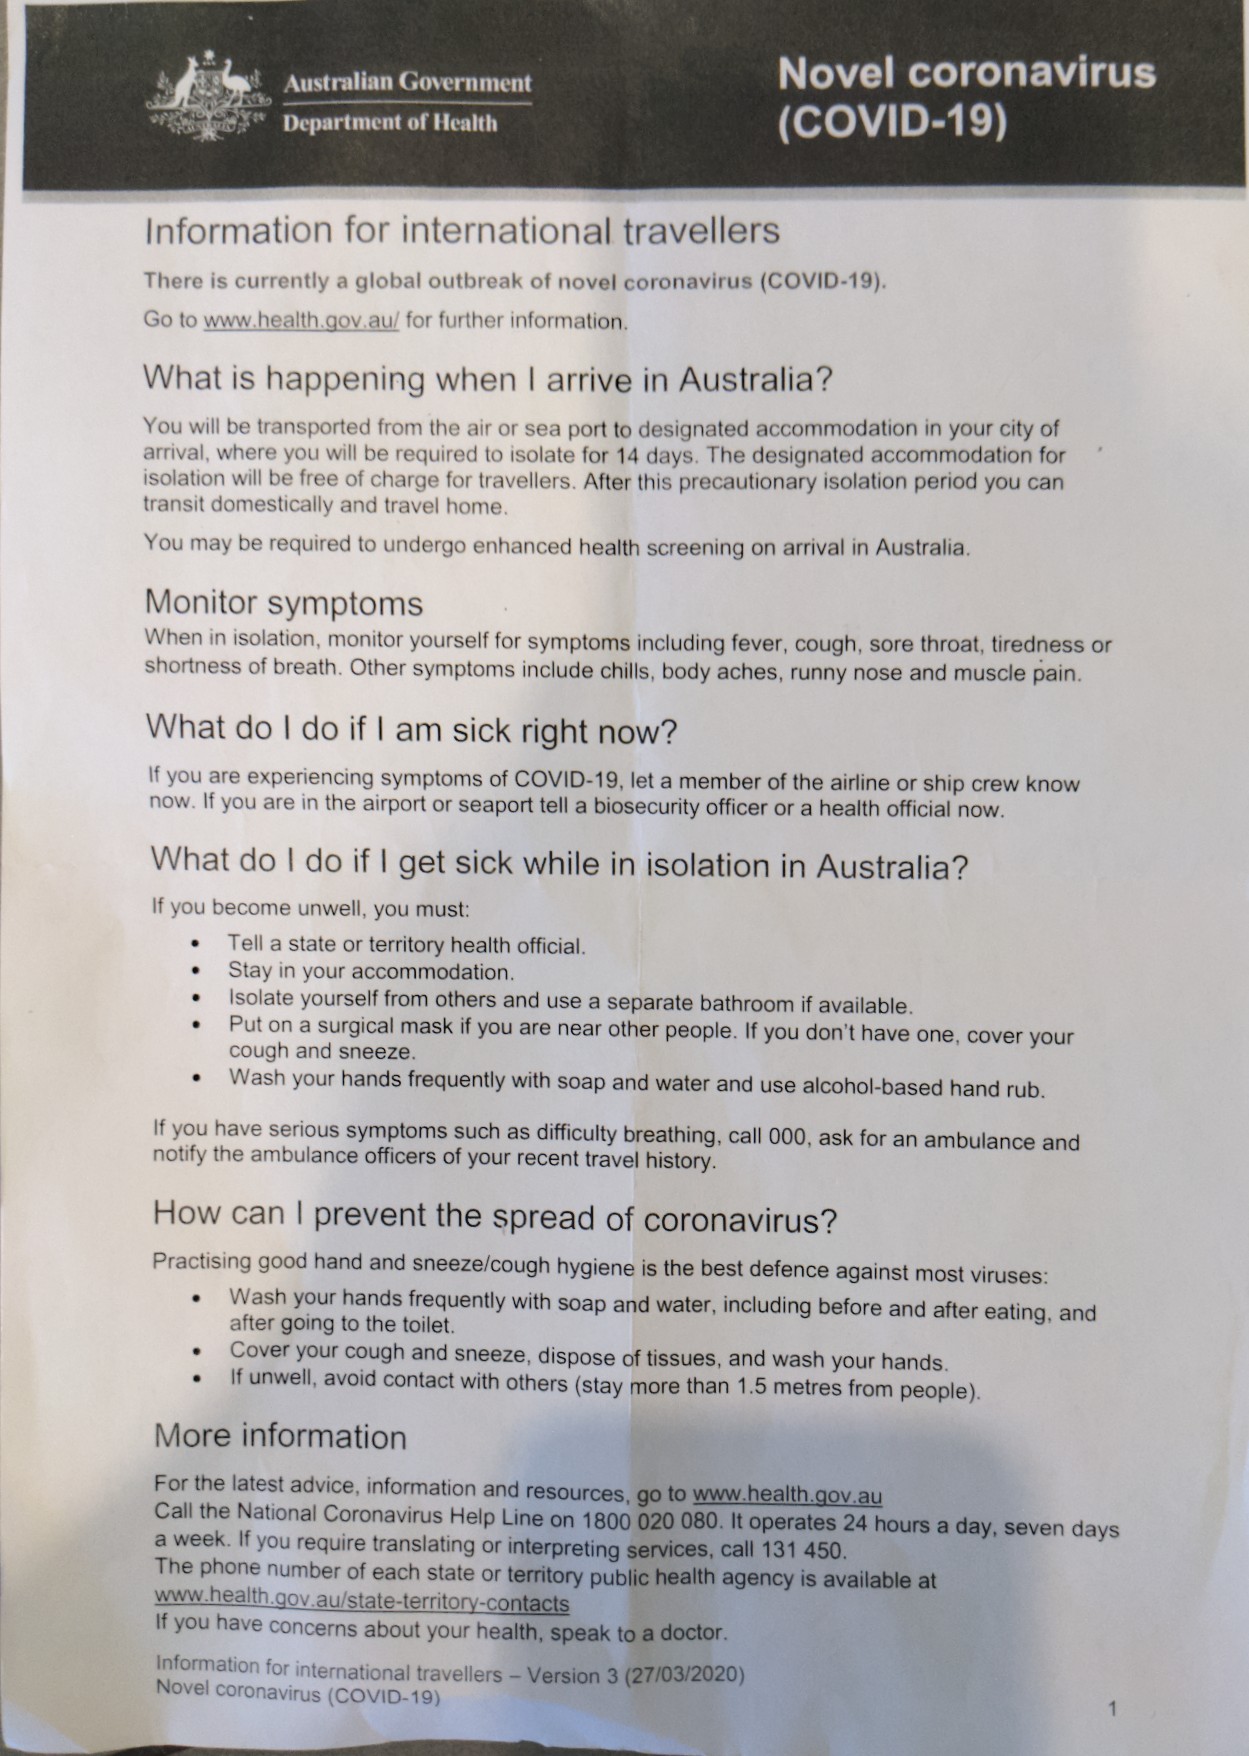 Australian Government
Department of Health
Novel coronavirus
(COVID-19)
Information for international travellers
There is currently a global outbreak of novel coronavirus (COVID-19).
Go to www.health.gov.au/ for further information.
What is happening when I arrive in Australia?
You will be transported from the air or sea port to designated accommodation in your city of
arrival, where you will be required to isolate for 14 days. The designated accommodation for
isolation will be free of charge for travellers. After this precautionary isolation period you can
transit domestically and travel home.
You may be required to undergo enhanced health screening on arrival in Australia.
Monitor symptoms
When in isolation, monitor yourself for symptoms including fever, cough, sore throat, tiredness or
shortness of breath. Other symptoms include chills, body aches, runny nose and muscle pain.
What do I do if I am sick right now?
If you are experiencing symptoms of COVID-19, let a member of the airline or ship crew know
now. If you are in the airport or seaport tell a biosecurity officer or a health official now.
What do I do if I get sick while in isolation in Australia?
If you become unwell, you must:
• Tell a state or territory health official.
• Stay in your accommodation.
• Isolate yourself from others and use a separate bathroom if available.
• Put on a surgical mask if you are near other people. If you don't have one, cover your
cough and sneeze.
• Wash your hands frequently with soap and water and use alcohol-based hand rub.
If you have serious symptoms such as difficulty breathing, call 000, ask for an ambulance and
notify the ambulance officers of your recent travel history.
How can I prevent the spread of coronavirus?
Practising good hand and sneeze/cough hygiene is the best defence against most viruses:
• Wash your hands frequently with soap and water, including before and after eating, and
after going to the toilet.
• Cover your cough and sneeze, dispose of tissues, and wash your hands.
• If unwell, avoid contact with others (stay more than 1.5 metres from people).
More information
For the latest advice, information and resources, go to www.health.gov.au
Call the National Coronavirus Help Line on 1800 020 080. It operates 24 hours a day, seven days
a week. If you require translating or interpreting services, call 131 450.
The phone number of each state or territory public health agency is available at
www.health.gov.au/state-territory-contacts
If you have concerns about your health, speak to a doctor.
Information for international travellers – Version 3 (27/03/2020)
Novel coronavirus (COVID-19)
1